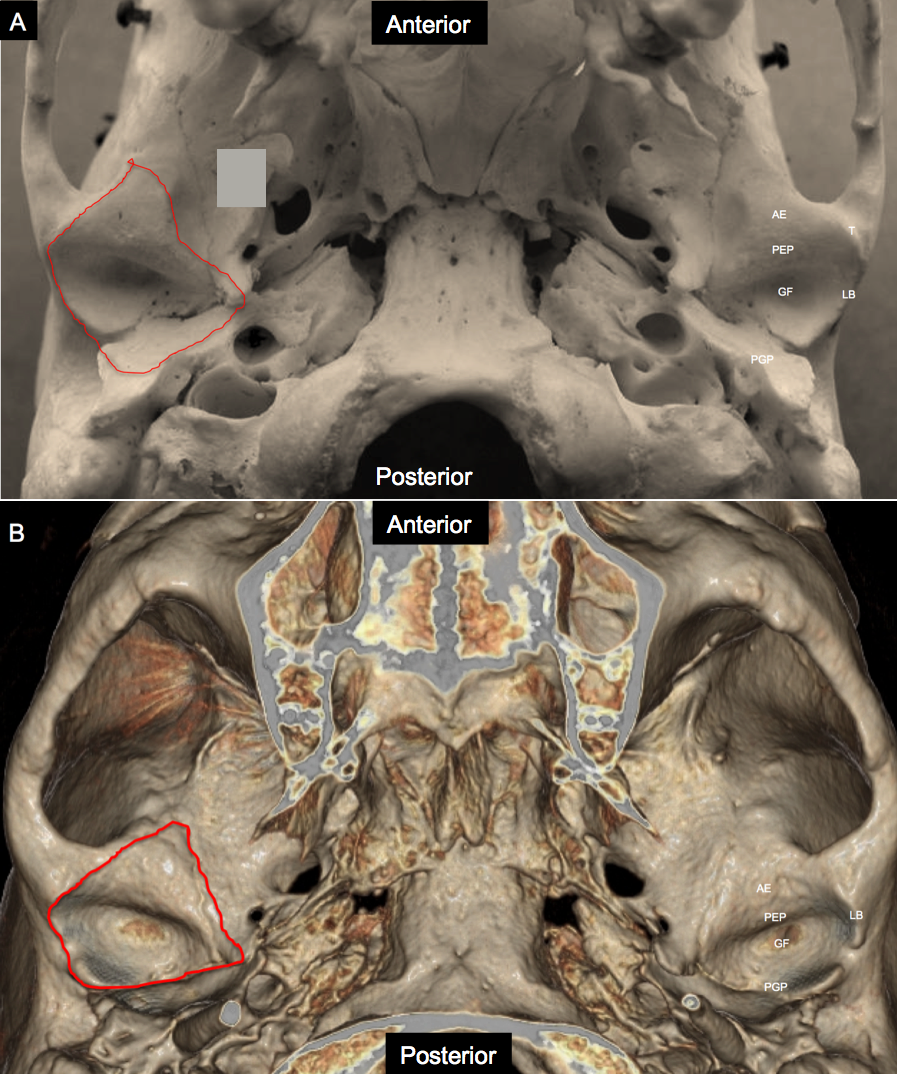 A
Anterior
AE
T
PEP
GF
LB
PGP
Posterior
B
Anterior
AE
PEP
LB
GF
PGP
Posterior